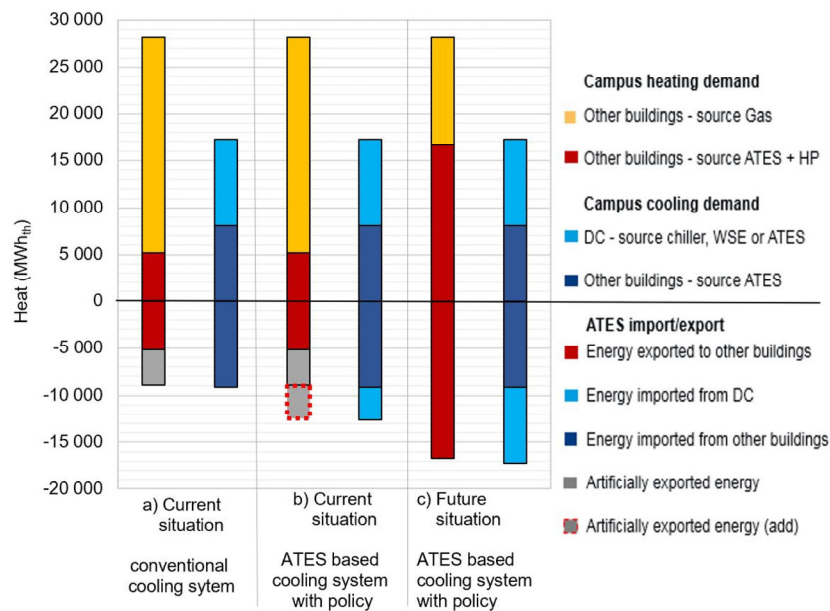 30 000
25 000
20 000
15 000
10 000
5 000
0
-5 000
-10 000
-15 000
-20 000
Heat (MWhth)
a) Current
situation
conventional
cooling sytem
b) Current
situation
ATES based
cooling system
with policy
c) Future
situation
ATES based
cooling system
with policy
Campus heating demand
Other buildings - source Gas
Other buildings - source ATES + HP
Campus cooling demand
DC - source chiller, WSE or ATES
Other buildings - source ATES
ATES import/export
Energy exported to other buildings
Energy imported from DC
Energy imported from other buildings
Artificially exported energy
Artificially exported energy (add)